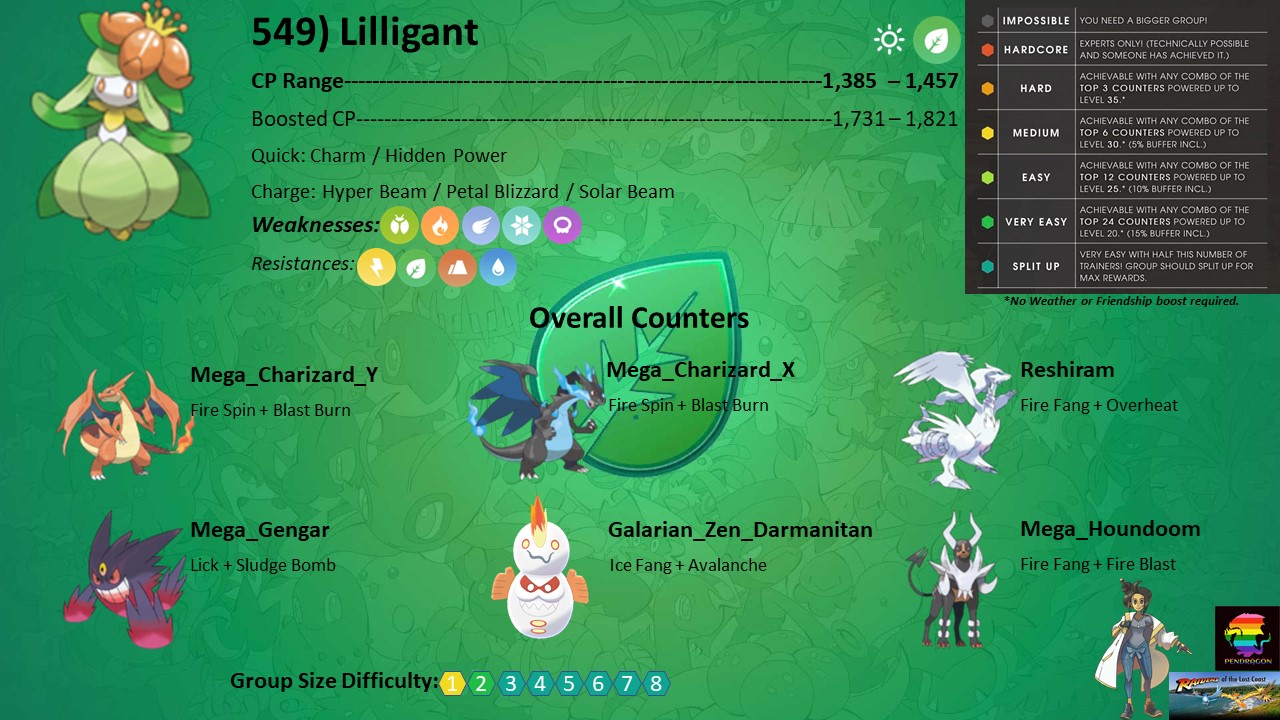 549) Lilligant
CP Range--------------------------------------------------------------------1,385 – 1,457
Boosted CP--------------------------------------------------------------------1,731 – 1,821
Quick: Charm / Hidden Power
Charge: Hyper Beam / Petal Blizzard / Solar Beam
Weaknesses:
Resistances:
IMPOSSIBLE YOU NEED A BIGGER GROUP!
HARDCORE EXPERTS ONLY! (TECHNICALLY POSSIBLE
AND SOMEONE HAS ACHIEVED IT.)
HARD ACHIEVABLE WITH ANY COMBO OF THE
TOP 3 COUNTERS POWERED UP TO
LEVEL 35.*
MEDIUM ACHIEVABLE WITH ANY COMBO OF THE
TOP 6 COUNTERS POWERED UP TO
LEVEL 30.* (5% BUFFER INCL.)
EASY ACHIEVABLE WITH ANY COMBO OF THE
TOP 12 COUNTERS POWERED UP TO
LEVEL 25.* (10% BUFFER INCL.)
VERY EASY ACHIEVABLE WITH ANY COMBO OF THE
TOP 24 COUNTERS POWERED UP TO
LEVEL 20.* (15% BUFFER INCL.)
SPLIT UP VERY EASY WITH HALF THIS NUMBER OF
TRAINERS! GROUP SHOULD SPLIT UP FOR
MAX REWARDS.
*No Weather or Friendship boost required.
Overall Counters
Mega_Charizard_Y
Fire Spin + Blast Burn
Mega_Charizard_X
Fire Spin + Blast Burn
Reshiram
Fire Fang + Overheat
Mega_Gengar
Lick + Sludge Bomb
Galarian_Zen_Darmanitan
Ice Fang + Avalanche
Mega_Houndoom
Fire Fang + Fire Blast
Group Size Difficulty: 1 2 3 4 5 6 7 8
PENDRAGON
RAIDERS of the Lost Coast